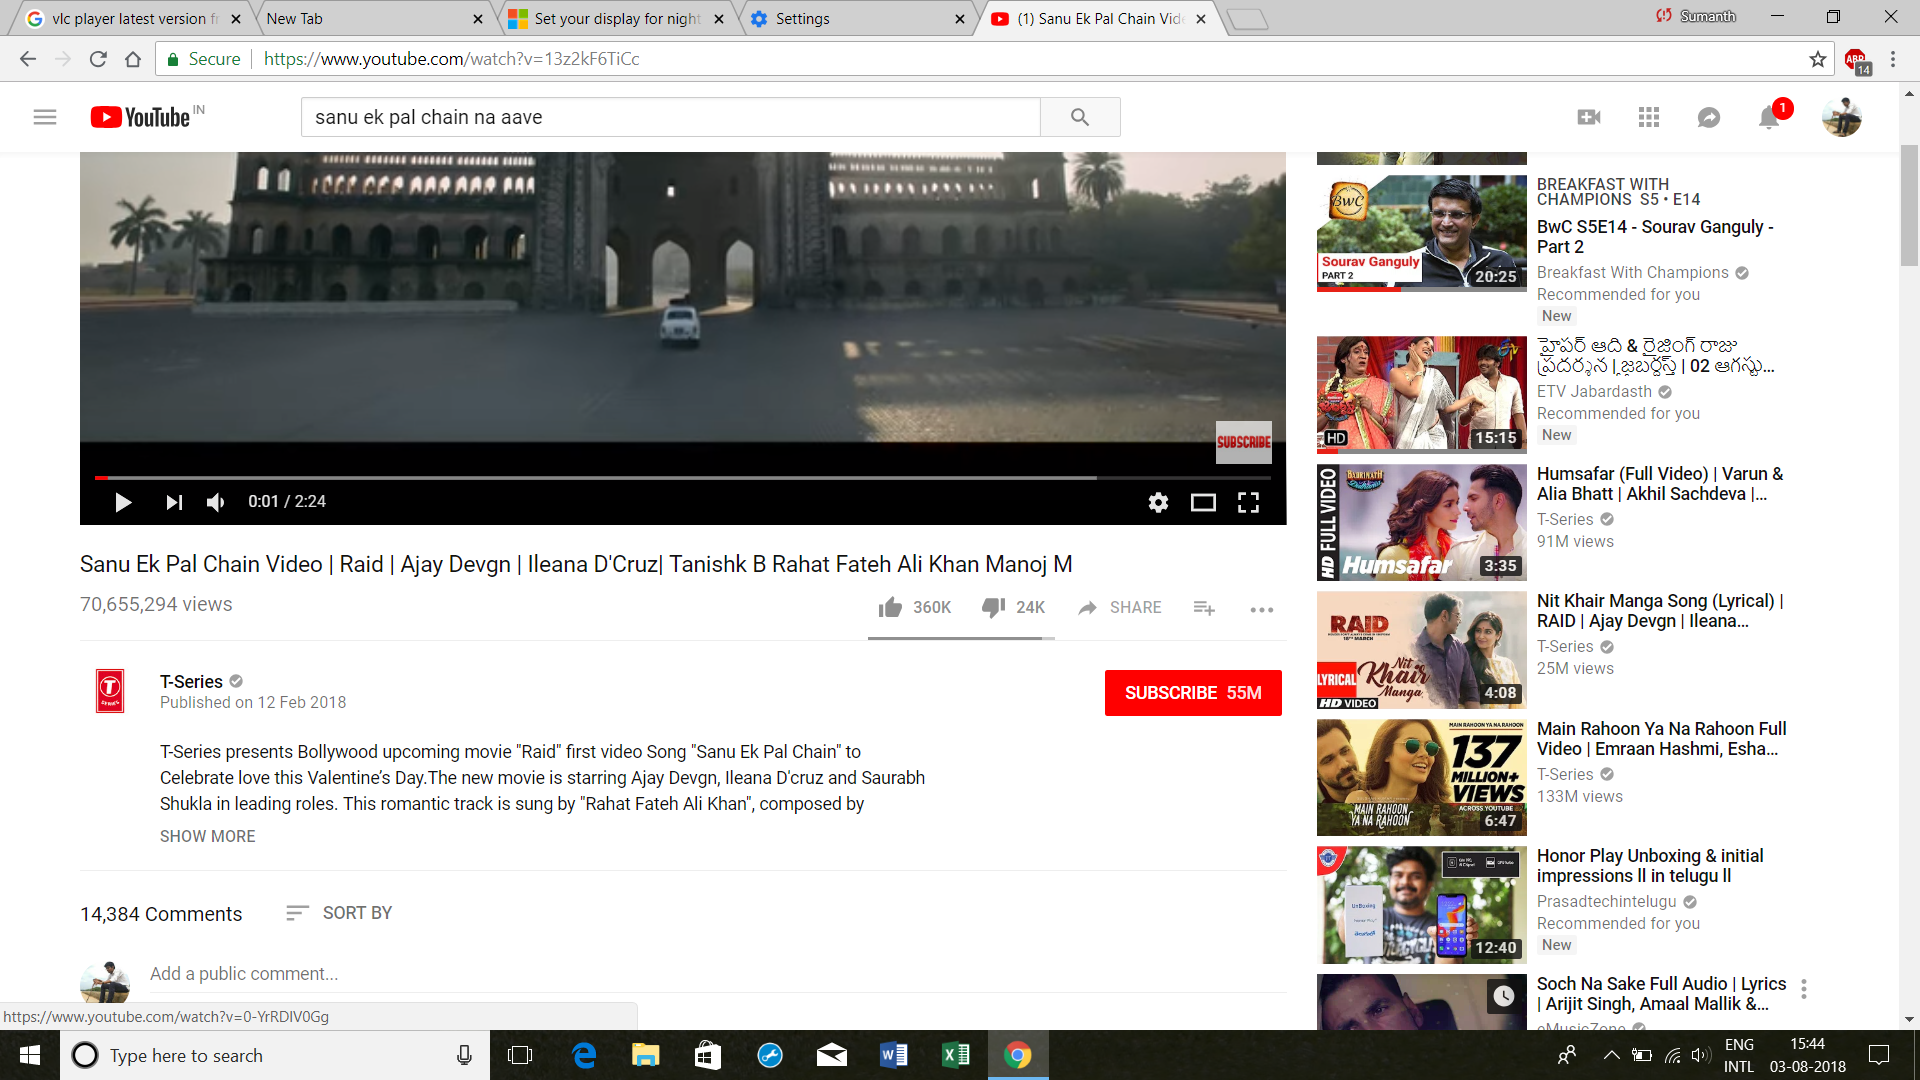 vlc player latest version f
New Tab
Set your display for night
Settings
(1) Sanu Ek Pal Chain Vide
Sumanth
Secure
https://www.youtube.com/watch?v=13z2kF6TiCc
ABP
14
YouTube IN
sanu ek pal chain na aave
1
SUBSCRIBE
0:01 / 2:24
Sanu Ek Pal Chain Video | Raid | Ajay Devgn | Ileana D'Cruz| Tanishk B Rahat Fateh Ali Khan Manoj M
70,655,294 views
360K
24K
SHARE
T-Series
Published on 12 Feb 2018
SUBSCRIBE 55M
T-Series presents Bollywood upcoming movie "Raid" first video Song "Sanu Ek Pal Chain" to
Celebrate love this Valentine’s Day.The new movie is starring Ajay Devgn, Ileana D'cruz and Saurabh
Shukla in leading roles. This romantic track is sung by "Rahat Fateh Ali Khan", composed by
SHOW MORE
14,384 Comments
SORT BY
Add a public comment...
https://www.youtube.com/watch?v=0-YrRDIV0Gg
BwC
Sourav Ganguly
PART 2
20:25
BREAKFAST WITH
CHAMPIONS S5 • E14
BwC S5E14 - Sourav Ganguly -
Part 2
Breakfast With Champions
Recommended for you
New
HD
15:15
హైపర్ ఆది & రైజింగ్ రాజు
ప్రదర్శన | జబర్దస్త్ | 02 ఆగస్టు...
ETV Jabardasth
Recommended for you
New
HD FULL VIDEO
BADRINATH
Humsafar
3:35
Humsafar (Full Video) | Varun &
Alia Bhatt | Akhil Sachdeva |...
T-Series
91M views
RAID
16TH MARCH
LYRICAL
Nit
Khair
Manga
HD VIDEO
4:08
Nit Khair Manga Song (Lyrical) |
RAID | Ajay Devgn | Ileana...
T-Series
25M views
MAIN RAHOON YA NA RAHOON
137
MILLION+
VIEWS
ACROSS YOUTUBE
MAIN RAHOON
YA NA RAHOON
6:47
Main Rahoon Ya Na Rahoon Full
Video | Emraan Hashmi, Esha...
T-Series
133M views
UnBoxing
12:40
Honor Play Unboxing & initial
impressions ll in telugu ll
Prasadtechintelugu
Recommended for you
New
Soch Na Sake Full Audio | Lyrics
| Arijit Singh, Amaal Mallik &...
eMusicZone
Type here to search
ENG
INTL
15:44
03-08-2018